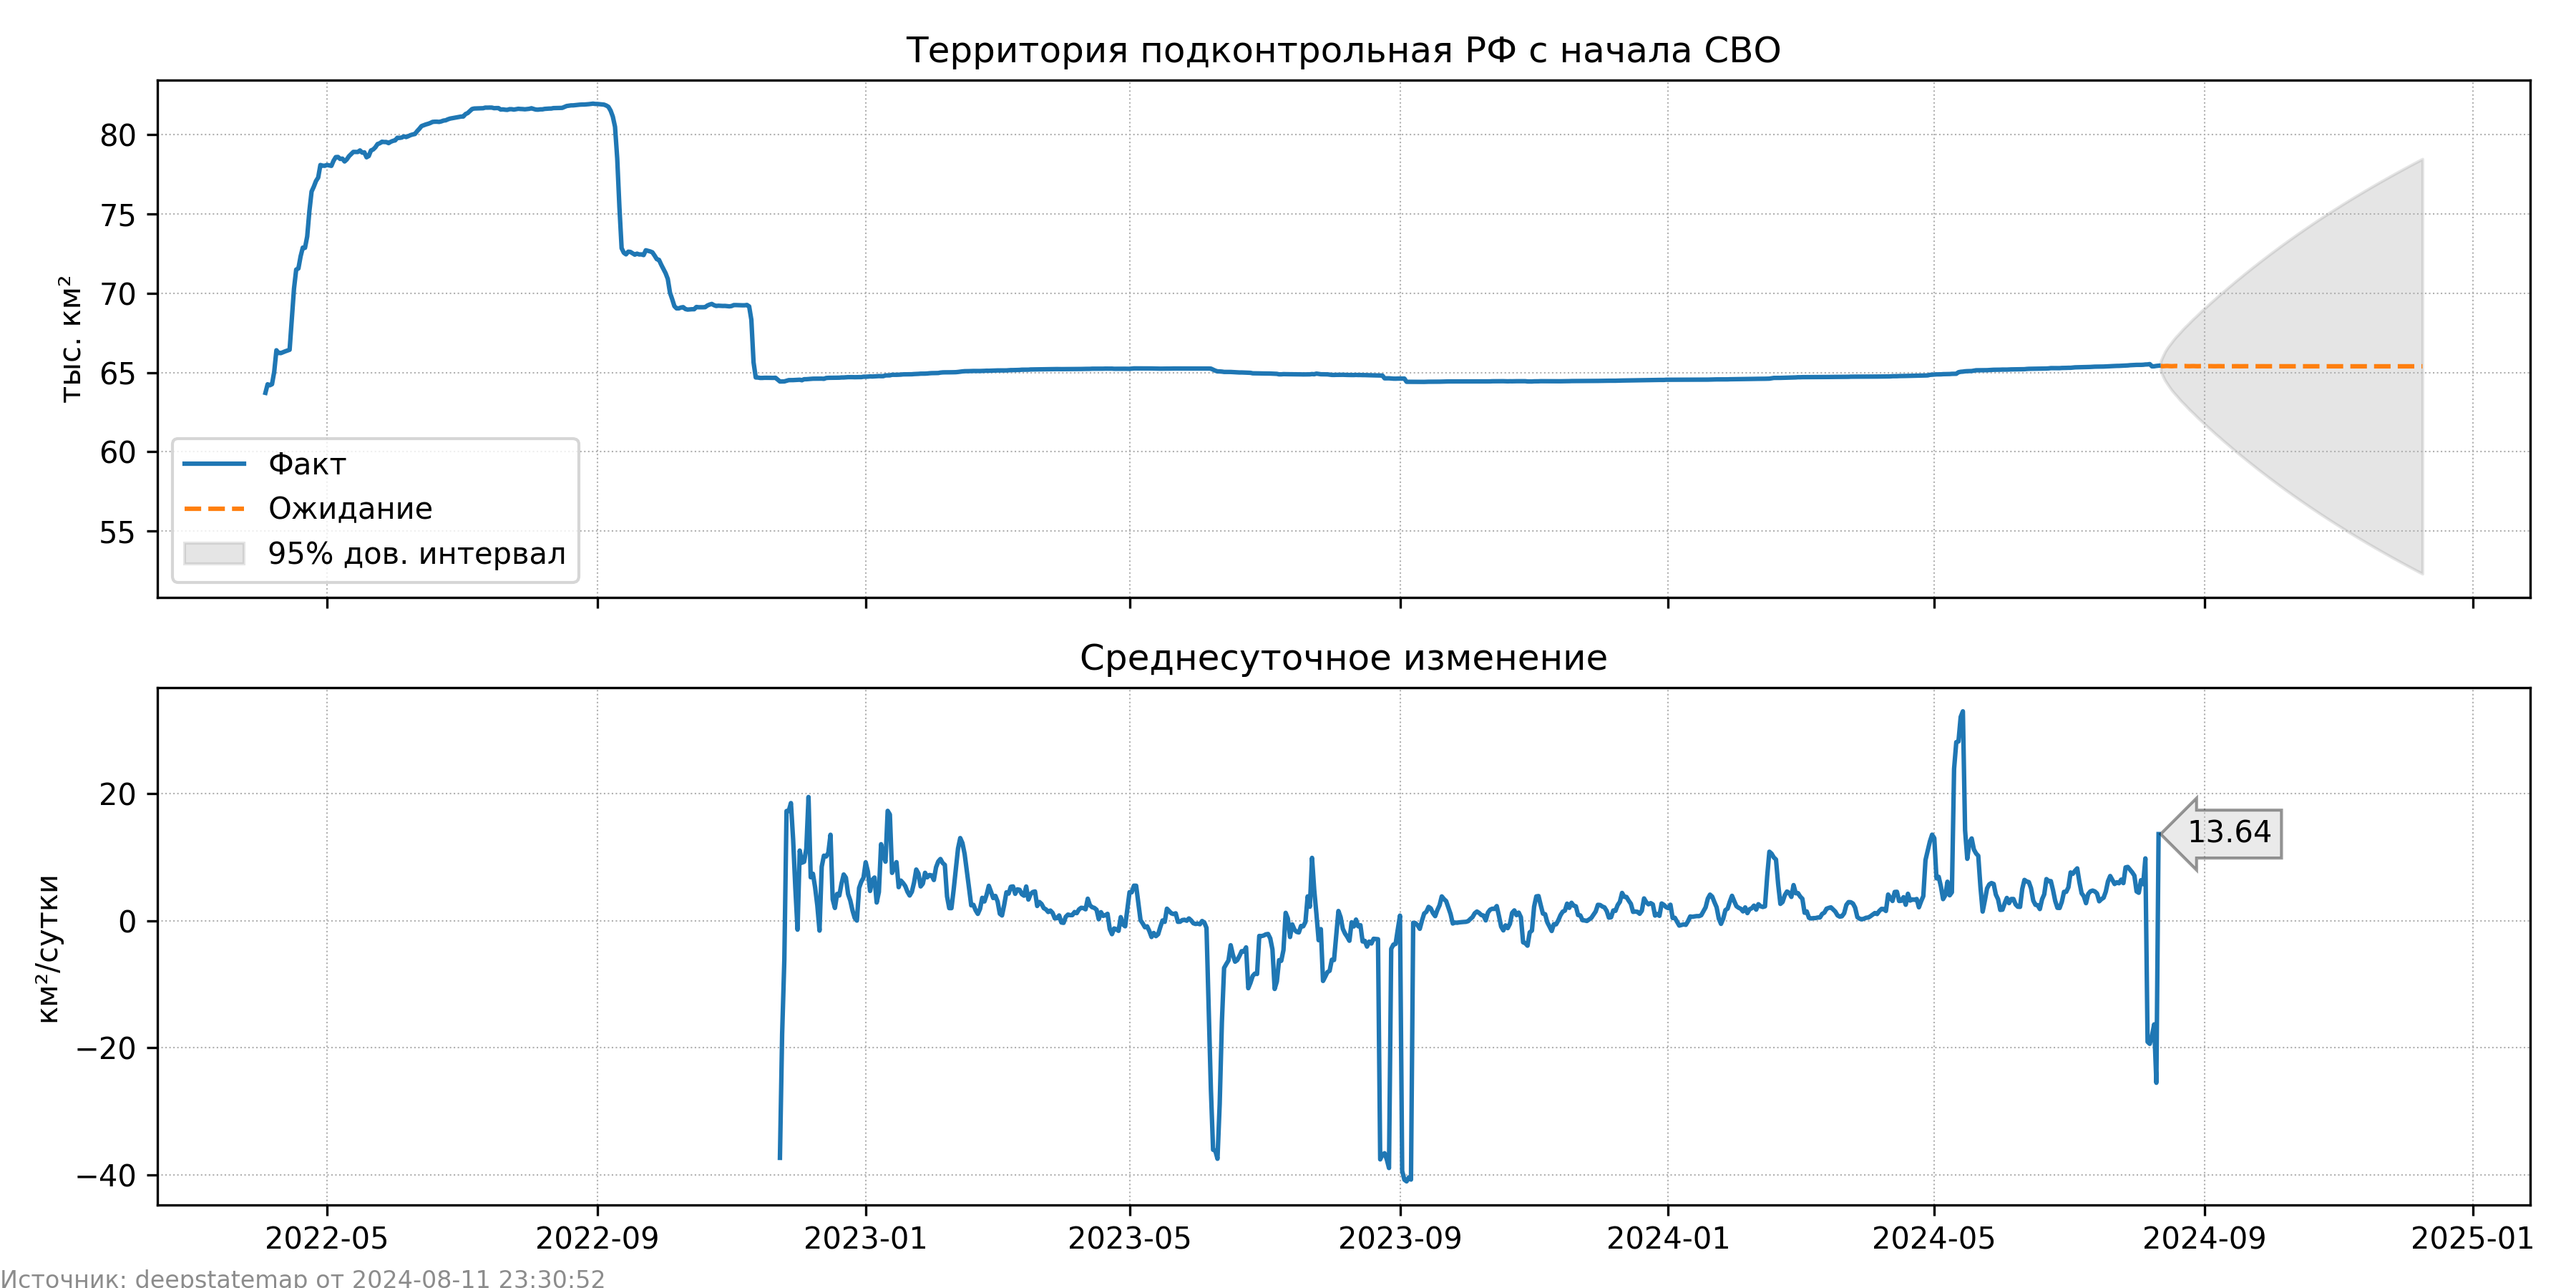 Территория подконтрольная РФ с начала СВО
80
75
70
65
60
55
тыс. км²
Факт
Ожидание
95% дов. интервал
Среднесуточное изменение
20
0
−20
−40
км²/сутки
13.64
2022-05 2022-09 2023-01 2023-05 2023-09 2024-01 2024-05 2024-09 2025-01
Источник: deepstatemap от 2024-08-11 23:30:52